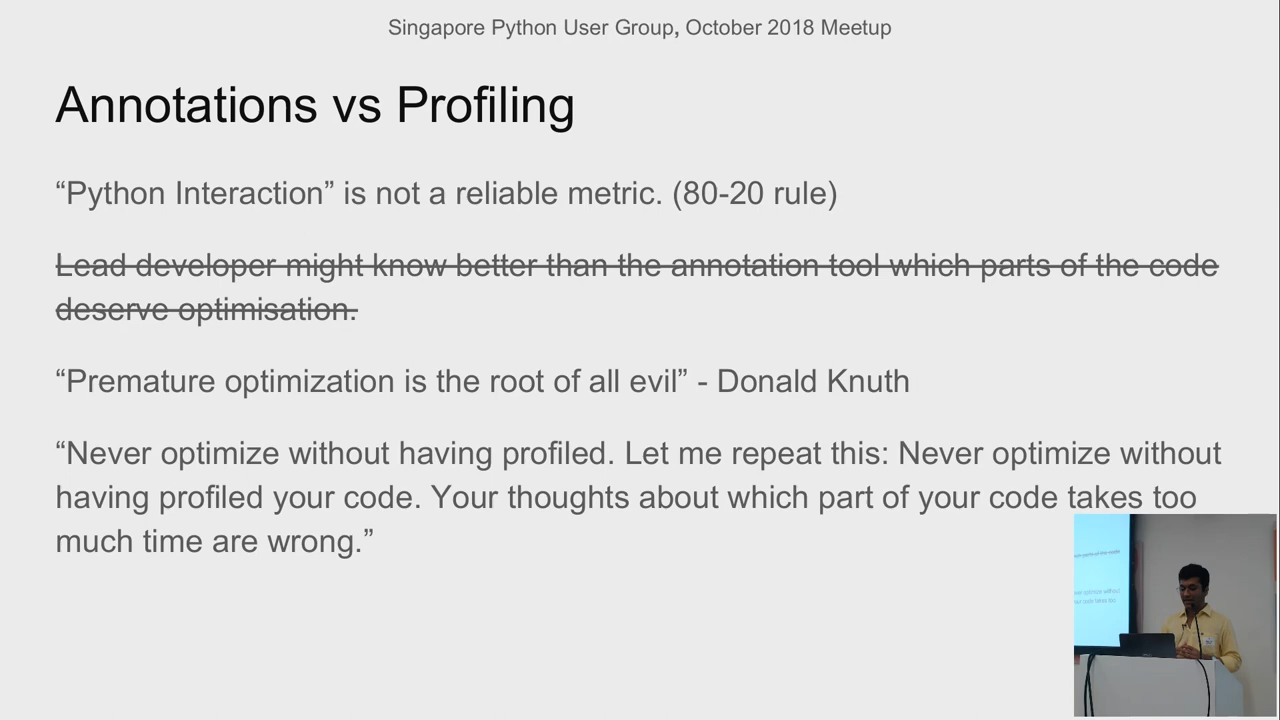 Singapore Python User Group, October 2018 Meetup
Annotations vs Profiling
“Python Interaction” is not a reliable metric. (80-20 rule)
Lead developer might know better than the annotation tool which parts of the code
deserve optimisation.
“Premature optimization is the root of all evil” - Donald Knuth
“Never optimize without having profiled. Let me repeat this: Never optimize without
having profiled your code. Your thoughts about which part of your code takes too
much time are wrong.”